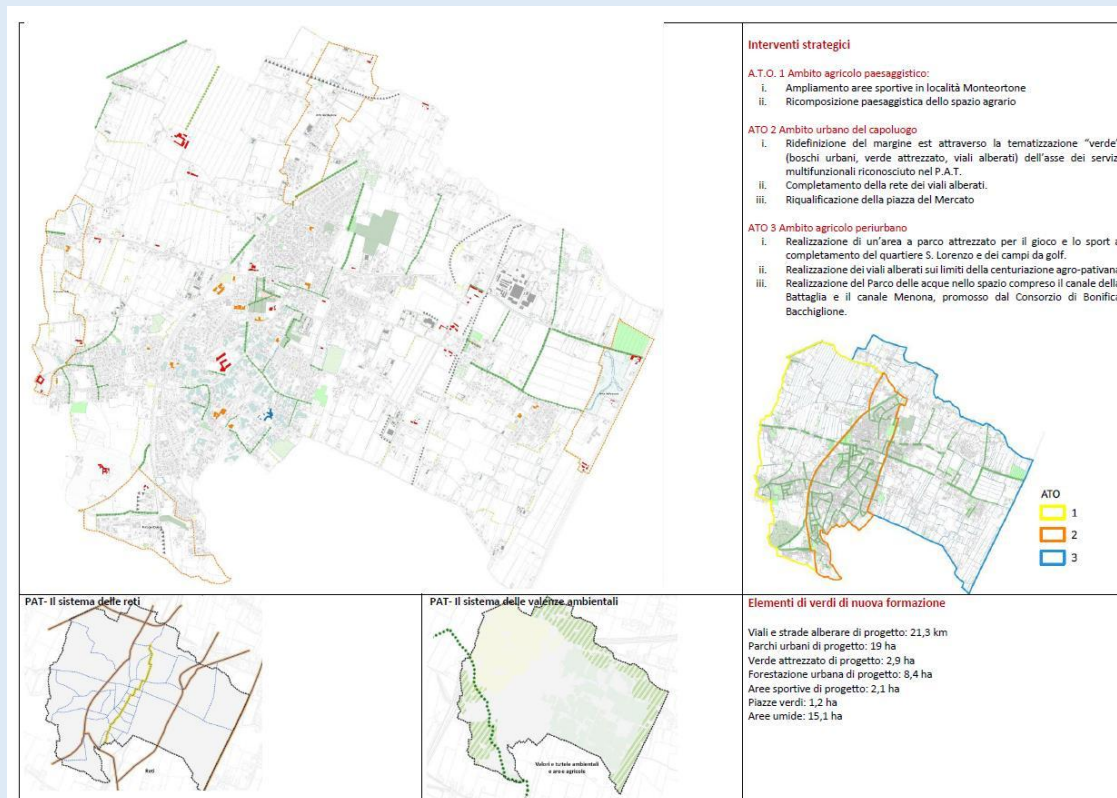 Interventi strategici
A.T.O. 1 Ambito agricolo paesaggistico:
i. Ampliamento aree sportive in località Monteortone
ii. Ricomposizione paesaggistica dello spazio agrario
ATO 2 Ambito urbano del capoluogo
i. Ridefinizione del margine est attraverso la tematizzazione "verde"
(boschi urbani, verde attrezzato, viali alberati) dell'asse dei serviz
multifunzionali riconosciuto nel P.A.T.
ii. Completamento della rete dei viali alberati.
iii. Riqualificazione della piazza del Mercato
ATO 3 Ambito agricolo periurbano
i. Realizzazione di un'area a parco attrezzato per il gioco e lo sport a
completamento del quartiere S. Lorenzo e dei campi da golf.
ii. Realizzazione dei viali alberati sui limiti della centuriazione agro-pativana
iii. Realizzazione del Parco delle acque nello spazio compreso il canale della
Battaglia e il canale Menona, promosso dal Consorzio di Bonifica
Bacchiglione.
ATO
1
2
3
PAT- Il sistema delle reti
Reti
PAT- Il sistema delle valenze ambientali
Valori e tutele ambientali
e aree agricole
Elementi di verdi di nuova formazione
Viali e strade alberare di progetto: 21,3 km
Parchi urbani di progetto: 19 ha
Verde attrezzato di progetto: 2,9 ha
Forestazione urbana di progetto: 8,4 ha
Aree sportive di progetto: 2,1 ha
Piazze verdi: 1,2 ha
Aree umide: 15,1 ha